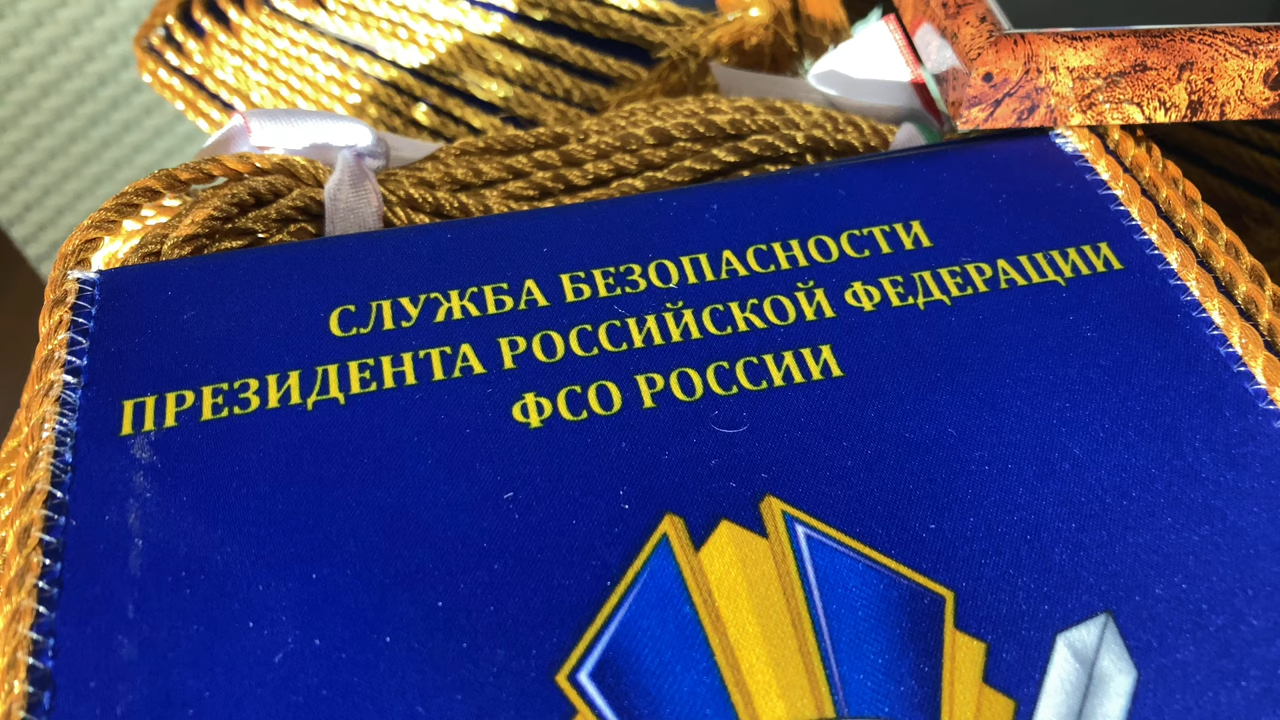 СЛУЖБА БЕЗОПАСНОСТИ
ПРЕЗИДЕНТА РОССИЙСКОЙ ФЕДЕРАЦИИ
ФСО РОССИИ